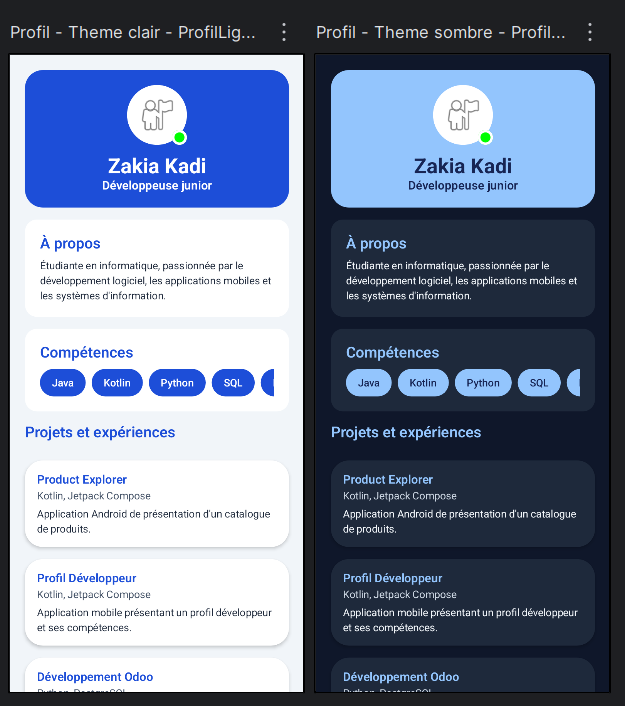 Profil - Theme clair - ProfilLig...
Profil - Theme sombre - Profil...
Zakia Kadi
Développeuse junior
À propos
Étudiante en informatique, passionnée par le
développement logiciel, les applications mobiles et
les systèmes d'information.
Compétences
Java
Kotlin
Python
SQL
Projets et expériences
Product Explorer
Kotlin, Jetpack Compose
Application Android de présentation d'un catalogue
de produits.
Profil Développeur
Kotlin, Jetpack Compose
Application mobile présentant un profil développeur
et ses compétences.
Développement Odoo
Python, PostgreSQL
Zakia Kadi
Développeuse junior
À propos
Étudiante en informatique, passionnée par le
développement logiciel, les applications mobiles et
les systèmes d'information.
Compétences
Java
Kotlin
Python
SQL
Projets et expériences
Product Explorer
Kotlin, Jetpack Compose
Application Android de présentation d'un catalogue
de produits.
Profil Développeur
Kotlin, Jetpack Compose
Application mobile présentant un profil développeur
et ses compétences.
Développement Odoo
Python, PostgreSQL